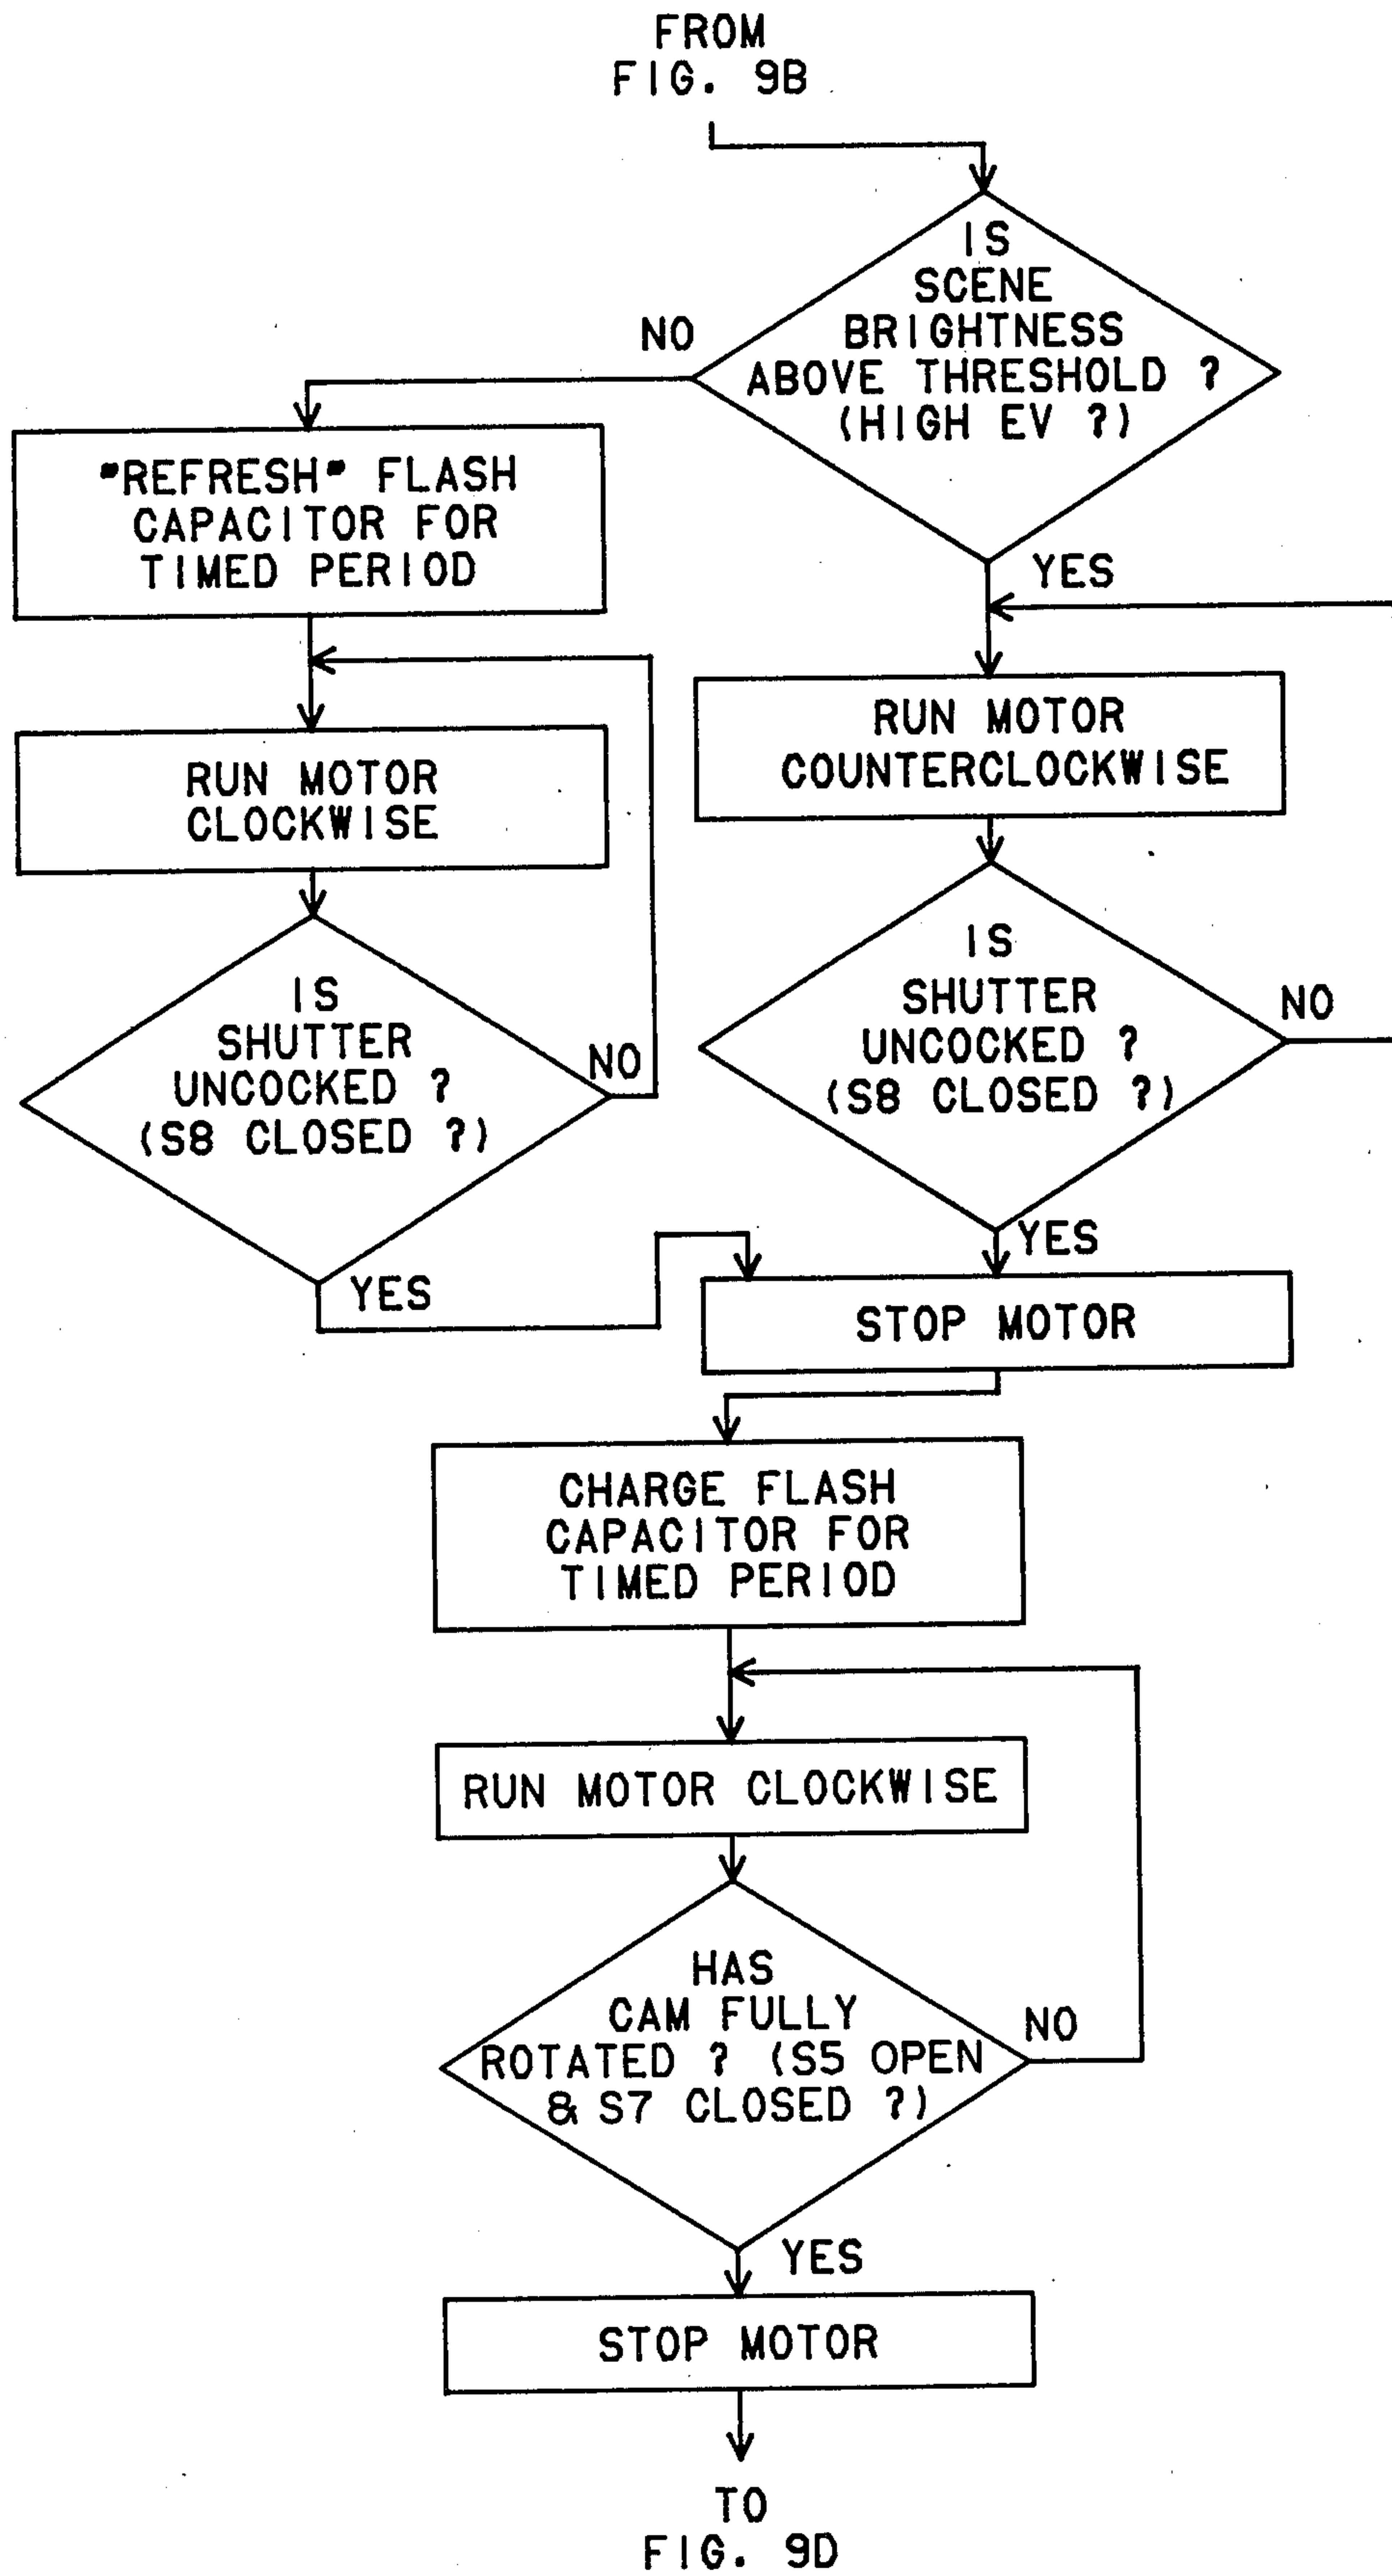 FROM
FIG. 9B
IS
SCENE
BRIGHTNESS
ABOVE THRESHOLD ?
(HIGH EV ?)
NO
YES
"REFRESH" FLASH
CAPACITOR FOR
TIMED PERIOD
RUN MOTOR
CLOCKWISE
IS
SHUTTER
UNCOCKED ?
(S8 CLOSED ?)
NO
YES
RUN MOTOR
COUNTERCLOCKWISE
IS
SHUTTER
UNCOCKED ?
(S8 CLOSED ?)
NO
YES
STOP MOTOR
CHARGE FLASH
CAPACITOR FOR
TIMED PERIOD
RUN MOTOR CLOCKWISE
HAS
CAM FULLY
ROTATED ? (S5 OPEN
& S7 CLOSED ?)
NO
YES
STOP MOTOR
TO
FIG. 9D